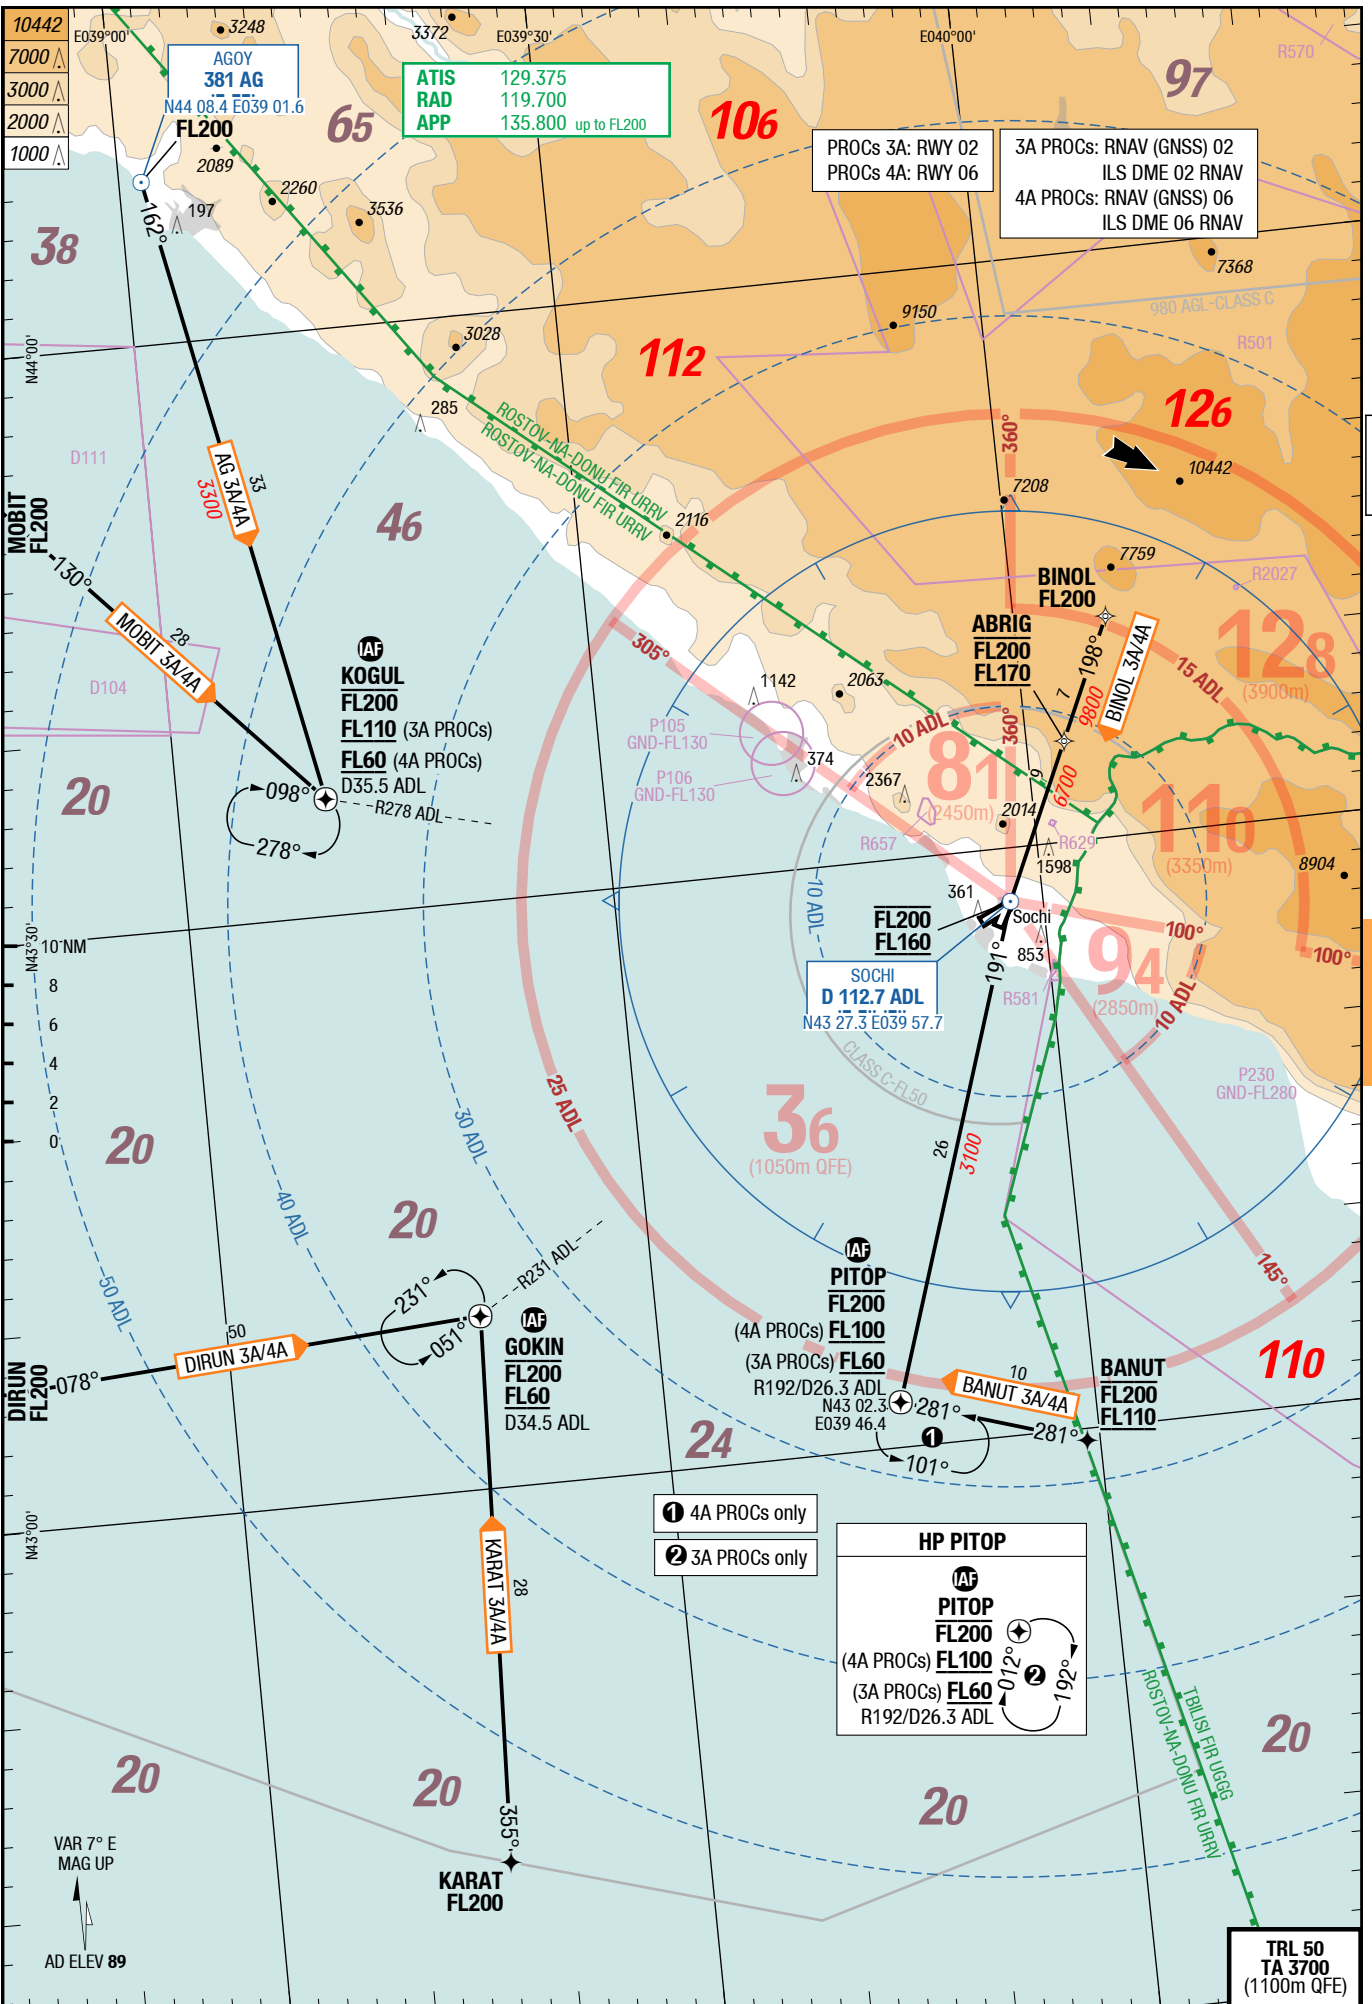 10442
7000
3000
2000
1000
E039°00'
3248
3372
E039°30'
E040°00'
R570
97
AGOY
381 AG
N44 08.4 E039 01.6
FL200
2089
65
ATIS 129.375
RAD 119.700
APP 135.800 up to FL200
106
PROCs 3A: RWY 02
PROCs 4A: RWY 06
3A PROCs: RNAV (GNSS) 02
ILS DME 02 RNAV
4A PROCs: RNAV (GNSS) 06
ILS DME 06 RNAV
2260
3536
197
162°
38
7368
980 AGL-CLASS C
9150
R501
3028
N44°00'
112
126
285
ROSTOV-NA-DONU FIR URRV
ROSTOV-NA-DONU FIR URRV
360°
D111
AG 3A/4A
33
3300
10442
7208
46
2116
MOBIT
FL200
130°
7759
R2027
BINOL
FL200
MOBIT 3A/4A
28
ABRIG
FL200
FL170
198°
BINOL 3A/4A
7
9800
15 ADL
128
(3900m)
305°
IAF
KOGUL
FL200
FL110 (3A PROCs)
FL60 (4A PROCs)
D35.5 ADL
D104
1142
2063
P105
GND-FL130
P106
GND-FL130
374
10 ADL
360°
81
(2450m)
2367
9
6700
20
098°
278°
R278 ADL
2014
R657
R629
1598
110
(3350m)
8904
361
Sochi
FL200
FL160
10 ADL
853
100°
100°
94
(2850m)
10 ADL
191°
R581
SOCHI
D 112.7 ADL
N43 27.3 E039 57.7
N43°30'
10 NM
8
6
4
2
0
CLASS C-FL50
P230
GND-FL280
25 ADL
30 ADL
36
(1050m QFE)
26
3100
20
40 ADL
20
50 ADL
R231 ADL
231°
051°
IAF
GOKIN
FL200
FL60
D34.5 ADL
50
DIRUN 3A/4A
DIRUN
FL200
078°
IAF
PITOP
FL200
(4A PROCs) FL100
(3A PROCs) FL60
R192/D26.3 ADL
N43 02.3
E039 46.4
145°
110
10
BANUT 3A/4A
BANUT
FL200
FL110
281°
281°
1
101°
24
N43°00'
1 4A PROCs only
2 3A PROCs only
KARAT 3A/4A
28
HP PITOP
IAF
PITOP
FL200
(4A PROCs) FL100
(3A PROCs) FL60
R192/D26.3 ADL
012°
2
192°
TBILISI FIR UGGG
ROSTOV-NA-DONU FIR URRV
20
20
20
20
355°
KARAT
FL200
VAR 7° E
MAG UP
AD ELEV 89
TRL 50
TA 3700
(1100m QFE)